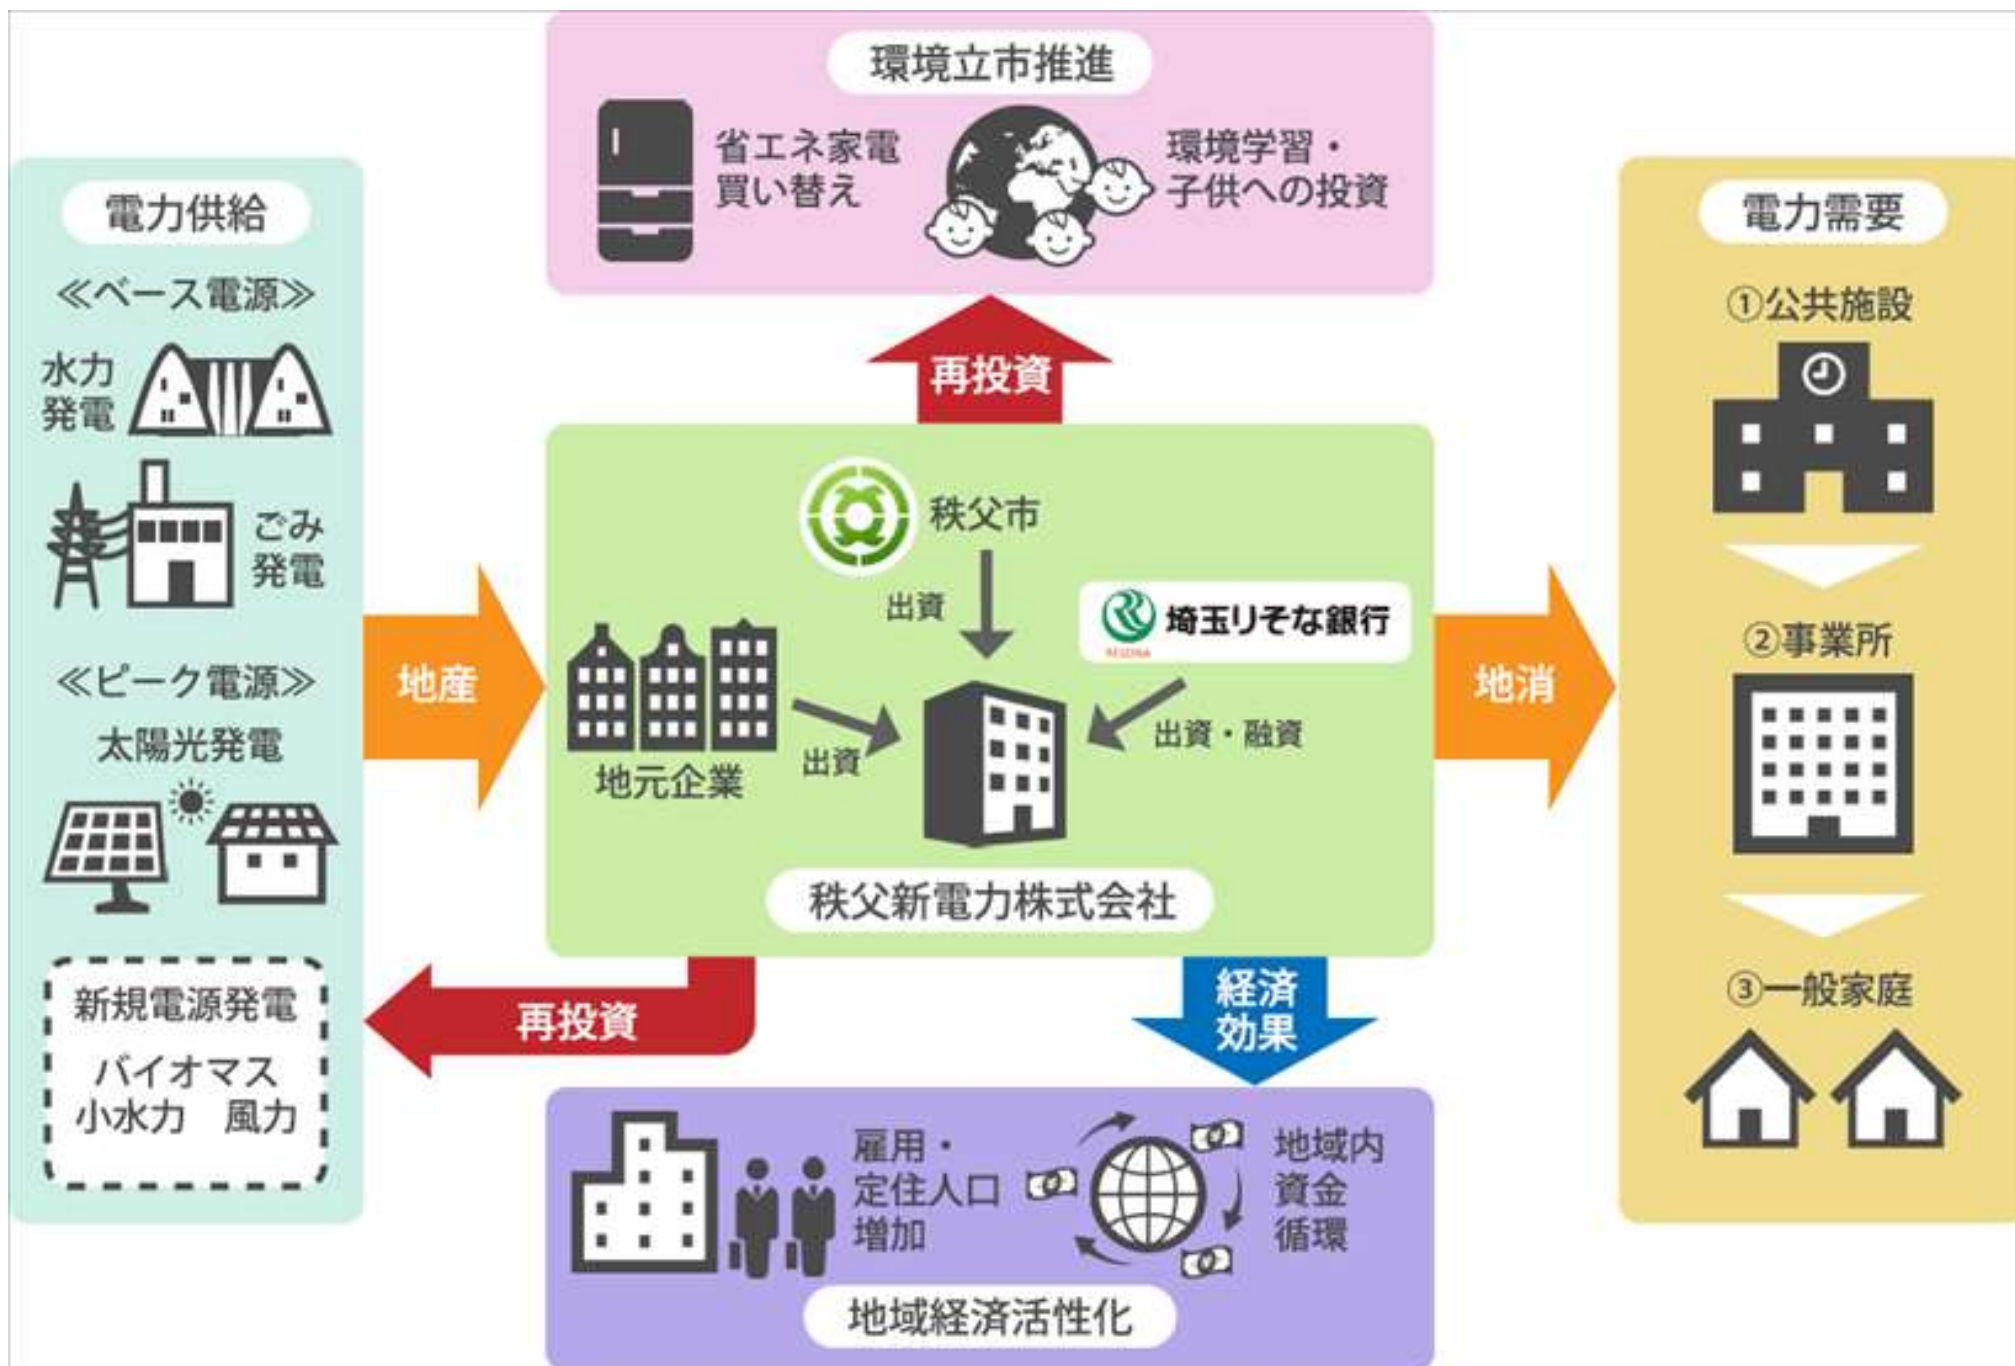 環境立市推進
省エネ家電
買い替え
環境学習・
子供への投資
電力供給
≪ベース電源≫
水力
発電
ごみ
発電
≪ピーク電源≫
太陽光発電
新規電源発電
バイオマス
小水力　風力
地産
再投資
秩父市
出資
埼玉りそな銀行
RESONA
出資・融資
地元企業
出資
秩父新電力株式会社
地消
再投資
経済
効果
雇用・
定住人口
増加
地域内
資金
循環
地域経済活性化
電力需要
①公共施設
②事業所
③一般家庭